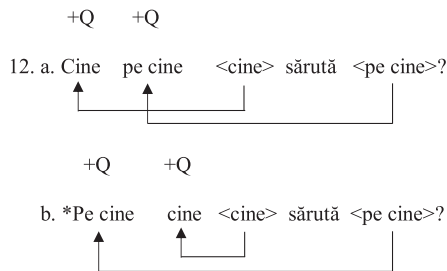 +Q +Q
12. a. Cine pe cine <cine> sărută <pe cine>?
+Q +Q
b. *Pe cine cine <cine> sărută <pe cine>?